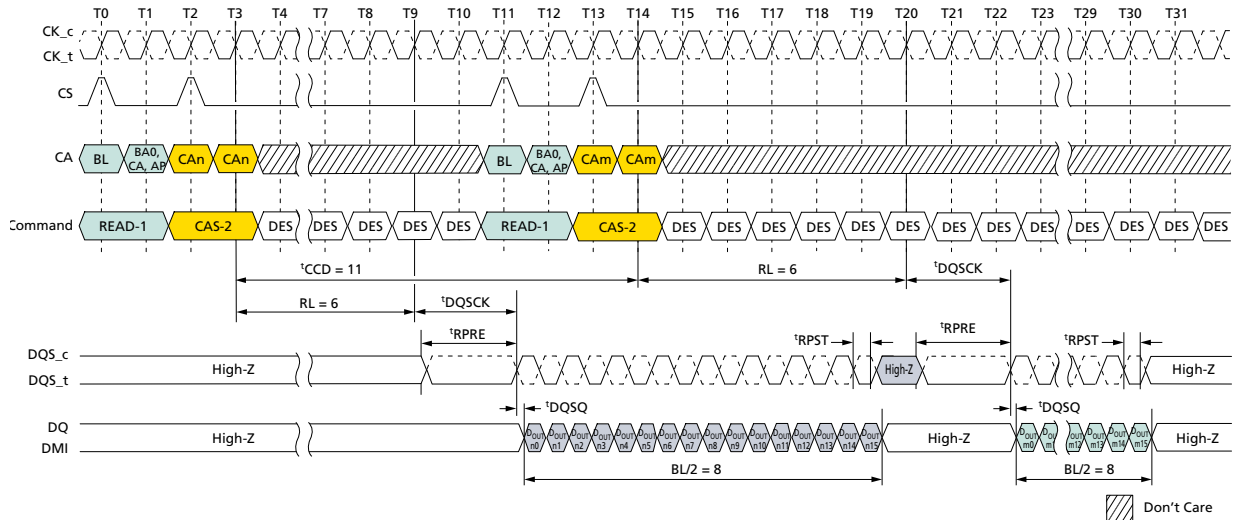 T0 T1 T2 T3 T4 T7 T8 T9 T10 T11 T12 T13 T14 T15 T16 T17 T18 T19 T20 T21 T22 T23 T29 T30 T31
CK_c
CK_t
CS
CA BL BA0, CA, AP CAn CAn BL BA0, CA, AP CAm CAm
Command READ-1 CAS-2 DES DES DES DES DES READ-1 CAS-2 DES DES DES DES DES DES DES DES DES DES DES DES DES
tCCD = 11 RL = 6 tDQSCK
RL = 6 tDQSCK
tRPRE tRPST tRPRE tRPST
DQS_c
DQS_t
High-Z High-Z High-Z
tDQSQ tDQSQ
DQ
DMI
High-Z DOUT n0 DOUT n1 DOUT n2 DOUT n3 DOUT n4 DOUT n5 DOUT n6 DOUT n7 DOUT n8 DOUT n9 DOUT n10 DOUT n11 DOUT n12 DOUT n13 DOUT n14 DOUT n15 High-Z DOUT m0 DOUT m1 DOUT m12 DOUT m13 DOUT m14 DOUT m15 High-Z
BL/2 = 8 BL/2 = 8
Don't Care